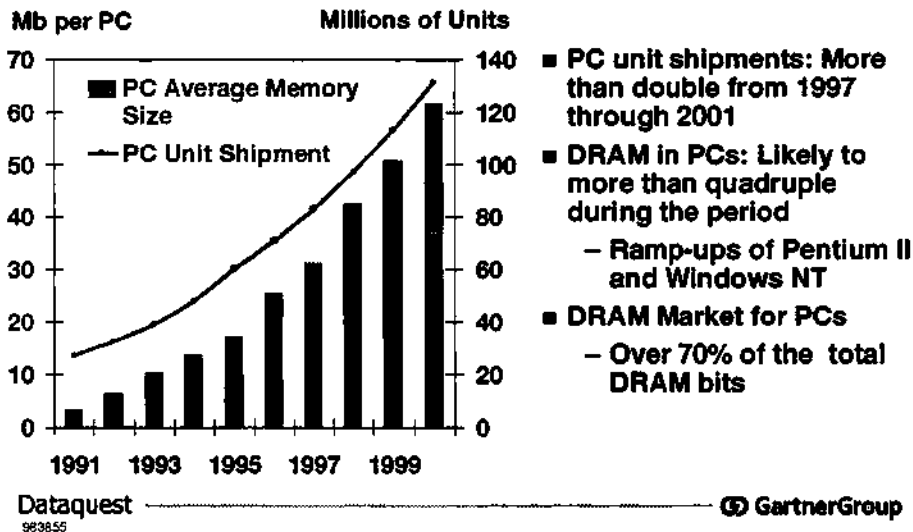 Mb per PC
Millions of Units
70
60
50
40
30
20
10
0
PC Average Memory
Size
PC Unit Shipment
140
120
100
80
60
40
20
0
1991
1993
1995
1997
1999
■ PC unit shipments: More
than double from 1997
through 2001
■ DRAM in PCs: Likely to
more than quadruple
during the period
– Ramp-ups of Pentium II
and Windows NT
■ DRAM Market for PCs
– Over 70% of the total
DRAM bits
Dataquest
GartnerGroup
983855